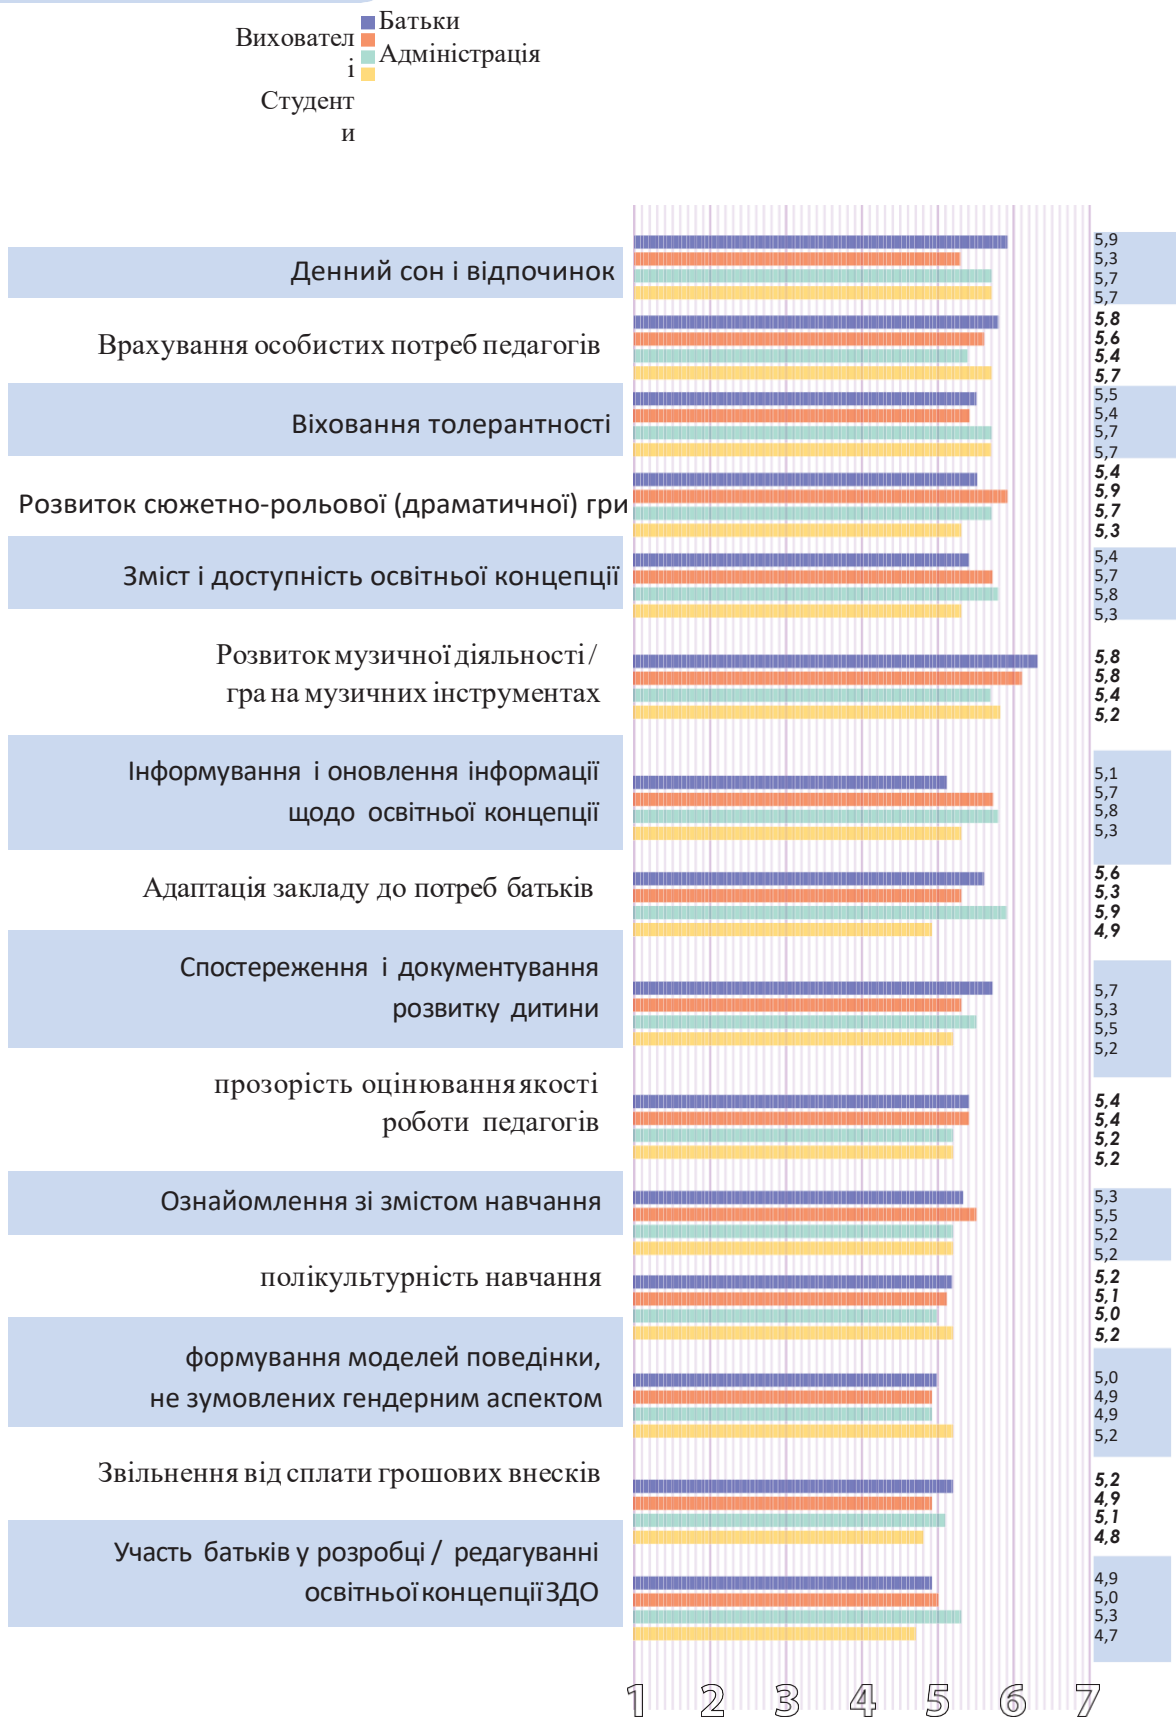 Батьки
Вихователі
Адміністрація
Студенти
Денний сон і відпочинок
5,9
5,3
5,7
5,7
Врахування особистих потреб педагогів
5,8
5,6
5,4
5,7
Віховання толерантності
5,5
5,4
5,7
5,7
Розвиток сюжетно-рольової (драматичної) гри
5,4
5,9
5,7
5,3
Зміст і доступність освітньої концепції
5,4
5,7
5,8
5,3
Розвиток музичної діяльності /
гра на музичних інструментах
5,8
5,8
5,4
5,2
Інформування і оновлення інформації
щодо освітньої концепції
5,1
5,7
5,8
5,3
Адаптація закладу до потреб батьків
5,6
5,3
5,9
4,9
Спостереження і документування
розвитку дитини
5,7
5,3
5,5
5,2
прозорість оцінювання якості
роботи педагогів
5,4
5,4
5,2
5,2
Ознайомлення зі змістом навчання
5,3
5,5
5,2
5,2
полікультурність навчання
5,2
5,1
5,0
5,2
формування моделей поведінки,
не зумовлених гендерним аспектом
5,0
4,9
4,9
5,2
Звільнення від сплати грошових внесків
5,2
4,9
5,1
4,8
Участь батьків у розробці / редагуванні
освітньої концепції ЗДО
4,9
5,0
5,3
4,7
1 2 3 4 5 6 7